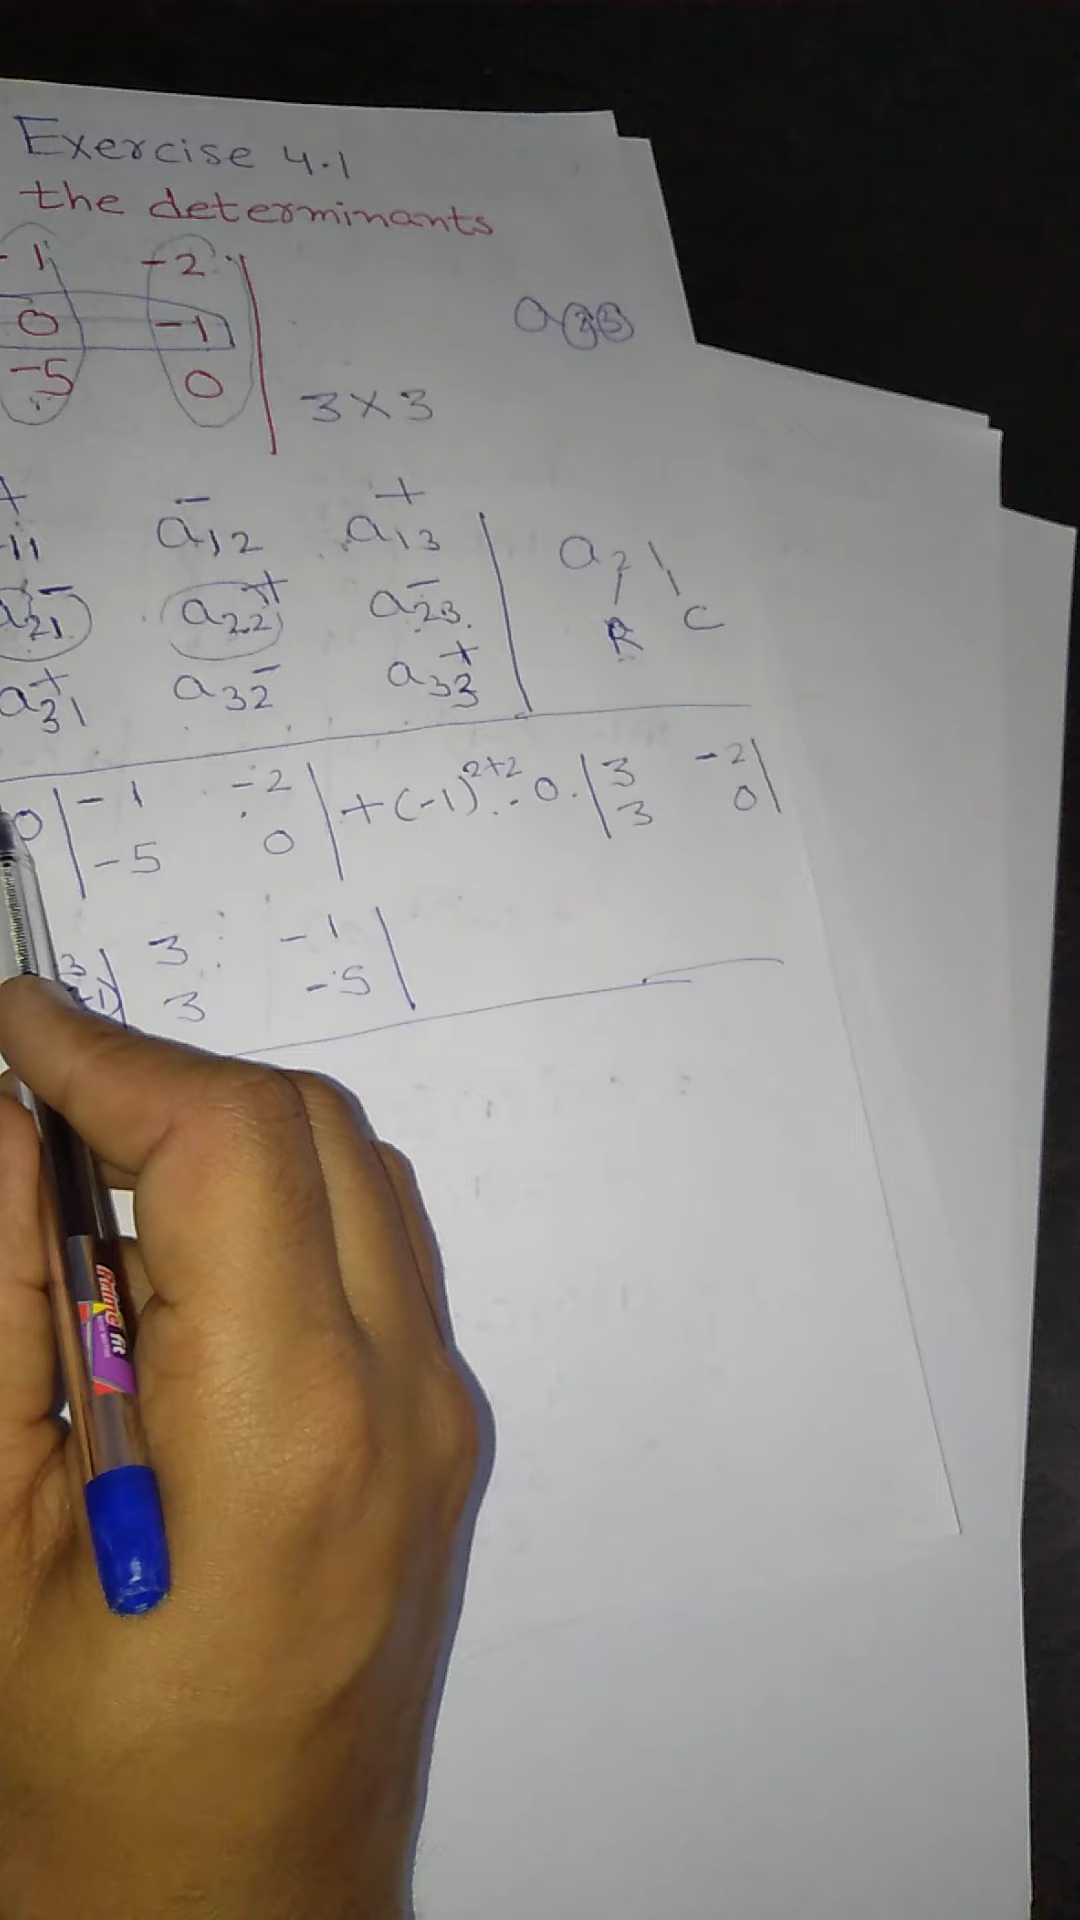 Exercise 4.1
the determinants
-1 -2
0 -1
-5 0
3×3
+ - +
11 a12 a13
a21 - a22 + a23 -
a31 + a32 - a33 +
a21
R C
0 | -1 -2 | + (-1)^2+2 . 0 . | 3 -2 |
-5 0 | 3 0 |
3 -1 |
3 -5 |